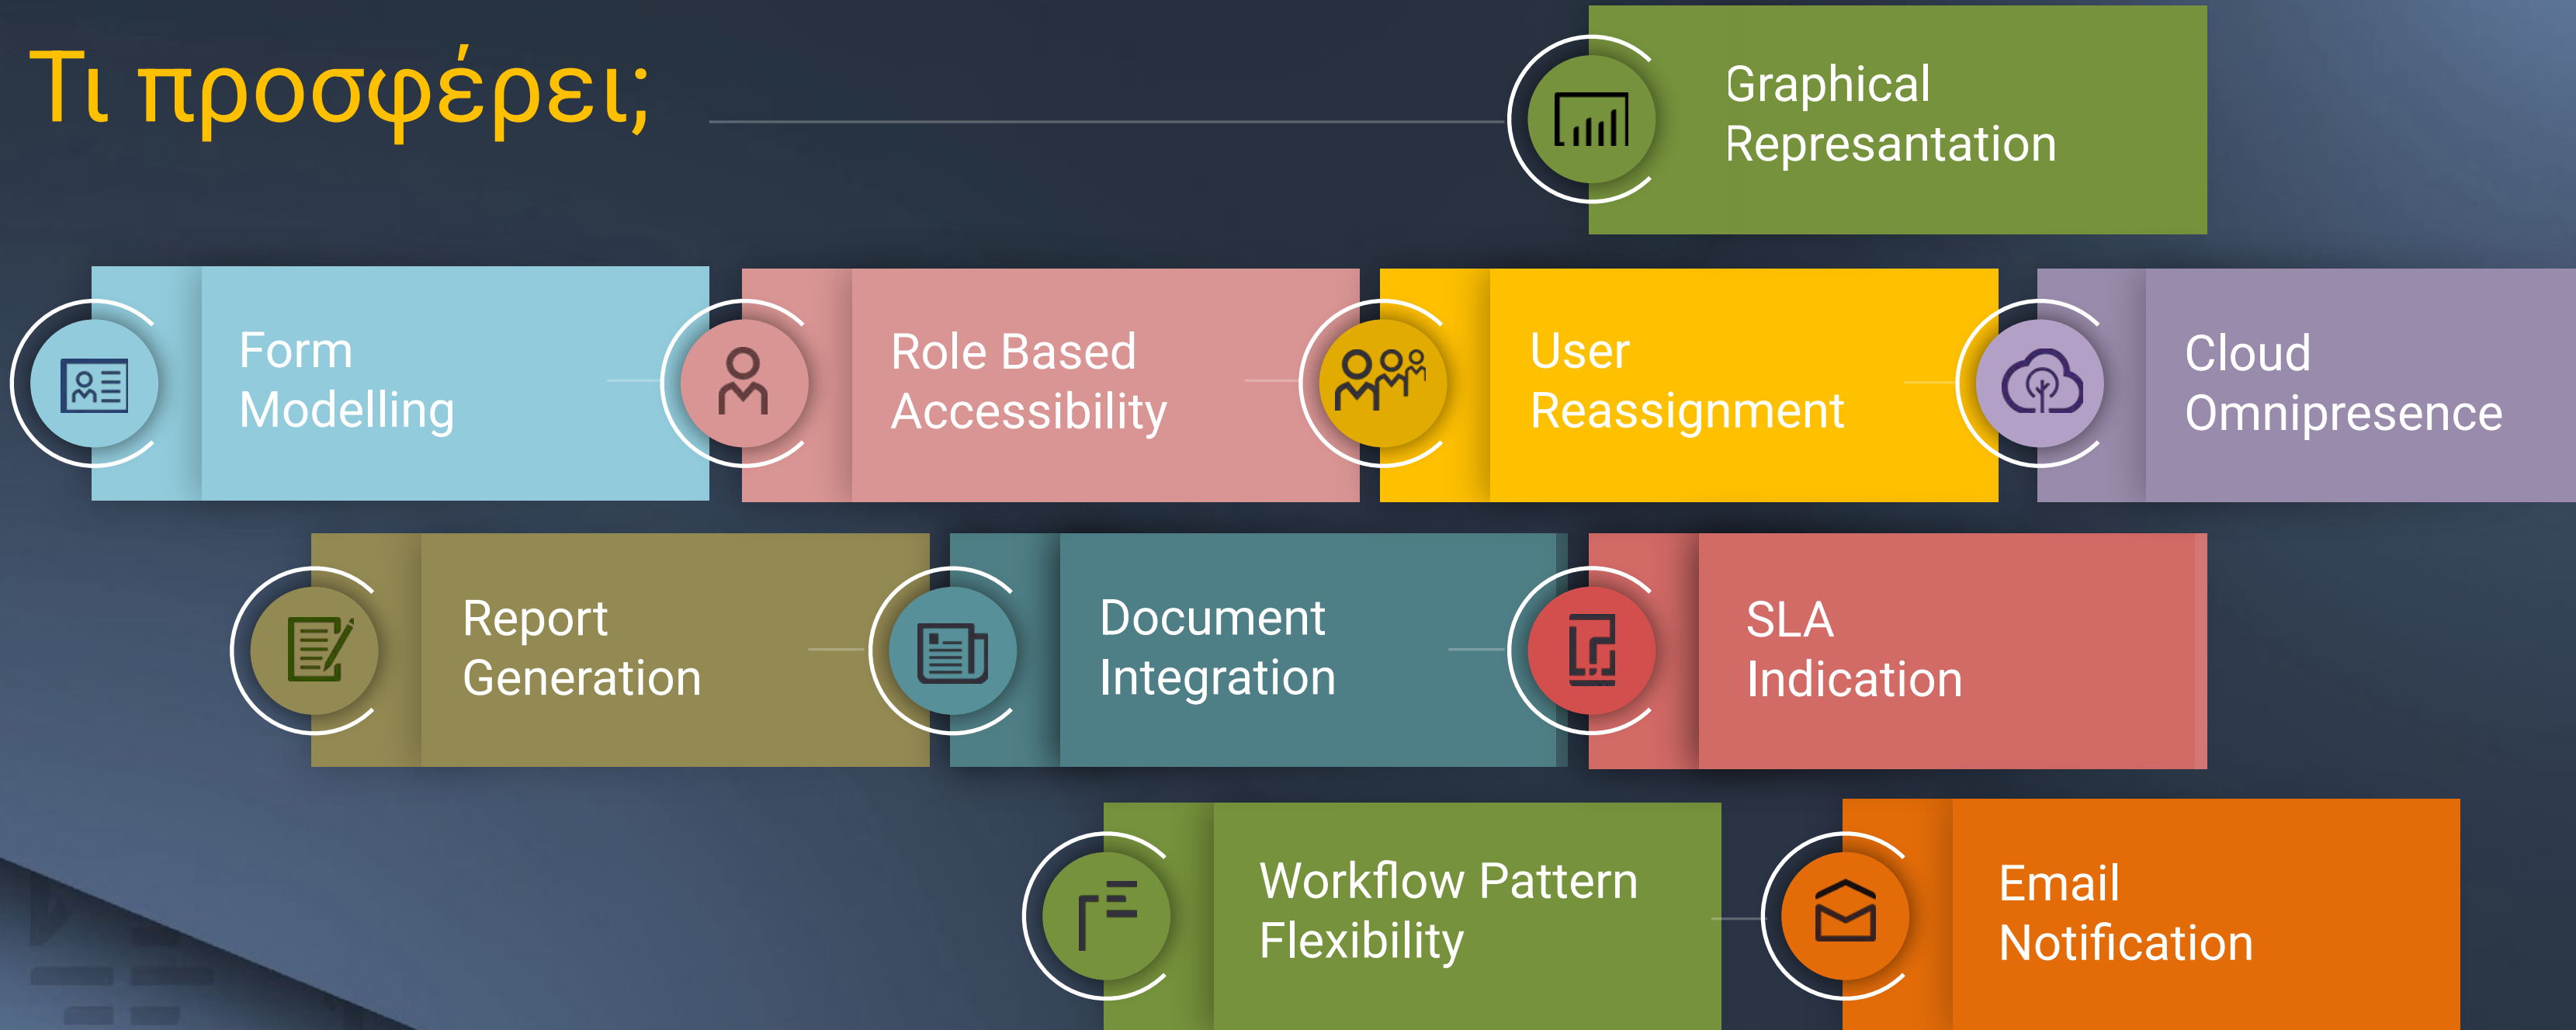 Τι προσφέρει;
Graphical
Represantation
Form
Modelling
Role Based
Accessibility
User
Reassignment
Cloud
Omnipresence
Report
Generation
Document
Integration
SLA
Indication
Workflow Pattern
Flexibility
Email
Notification